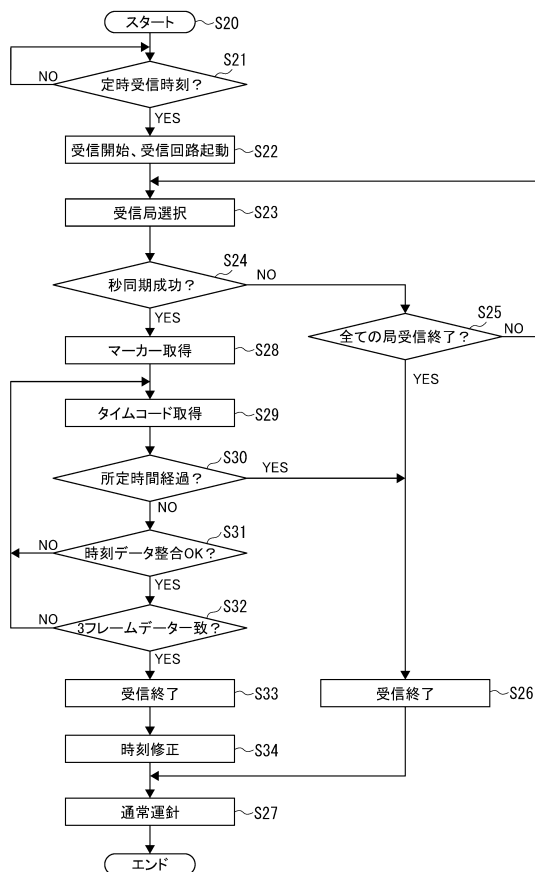 スタート
S20
定時受信時刻？
S21
NO
YES
受信開始、受信回路起動
S22
受信局選択
S23
秒同期成功？
S24
NO
YES
全ての局受信終了？
S25
NO
YES
マーカー取得
S28
タイムコード取得
S29
所定時間経過？
S30
YES
NO
時刻データ整合OK？
S31
NO
YES
3フレームデータ一致？
S32
NO
YES
受信終了
S33
受信終了
S26
時刻修正
S34
通常運針
S27
エンド